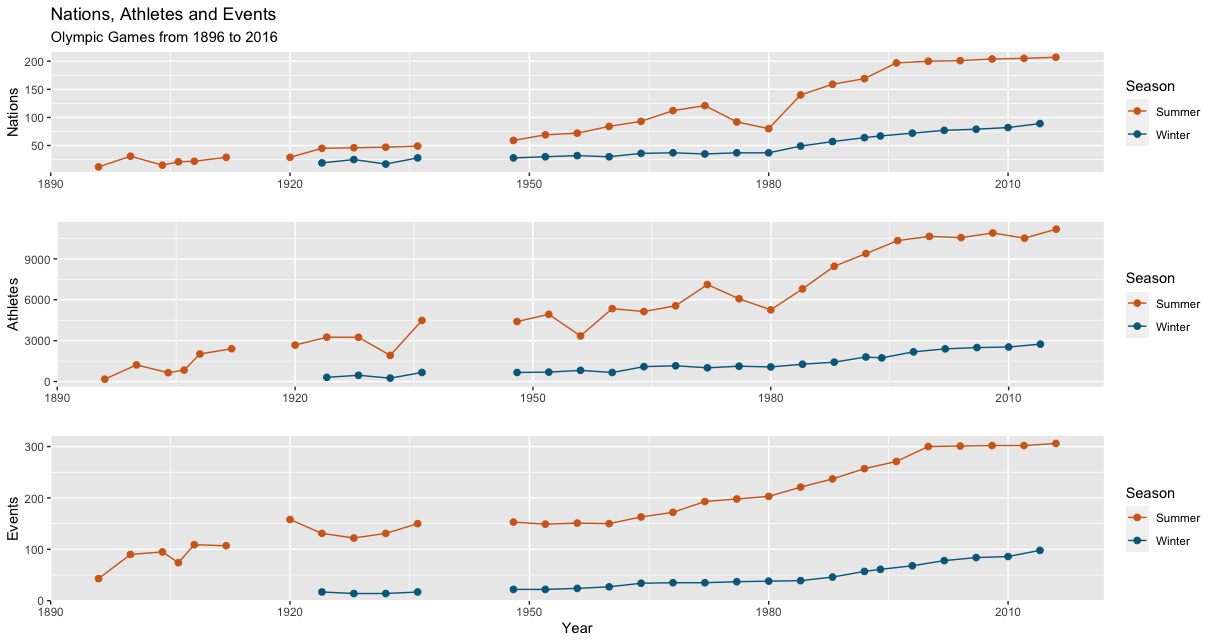 Nations, Athletes and Events
Olympic Games from 1896 to 2016
Nations
200
150
100
50
1890 1920 1950 1980 2010
Season
Summer
Winter
Athletes
9000
6000
3000
0
1890 1920 1950 1980 2010
Season
Summer
Winter
Events
300
200
100
0
1890 1920 1950 1980 2010
Year
Season
Summer
Winter